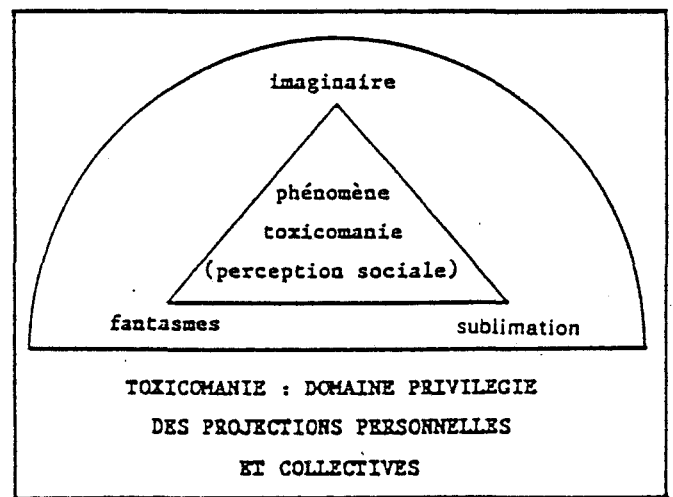 imaginaire
phénomène
toxicomanie
(perception sociale)
fantasmes
sublimation
TOXICOMANIE : DOMAINE PRIVILEGIE
DES PROJECTIONS PERSONNELLES
ET COLLECTIVES